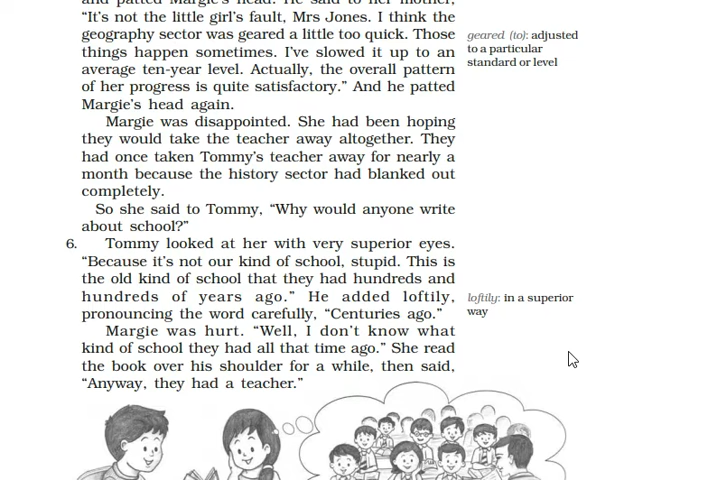 and patted Margie's head. He said to her mother,
“It's not the little girl's fault, Mrs Jones. I think the
geography sector was geared a little too quick. Those
things happen sometimes. I've slowed it up to an
average ten-year level. Actually, the overall pattern
of her progress is quite satisfactory.” And he patted
Margie's head again.
geared (to): adjusted
to a particular
standard or level
Margie was disappointed. She had been hoping
they would take the teacher away altogether. They
had once taken Tommy's teacher away for nearly a
month because the history sector had blanked out
completely.
So she said to Tommy, “Why would anyone write
about school?”
6. Tommy looked at her with very superior eyes.
“Because it's not our kind of school, stupid. This is
the old kind of school that they had hundreds and
hundreds of years ago.” He added loftily,
pronouncing the word carefully, “Centuries ago.”
loftily: in a superior
way
Margie was hurt. “Well, I don't know what
kind of school they had all that time ago.” She read
the book over his shoulder for a while, then said,
“Anyway, they had a teacher.”